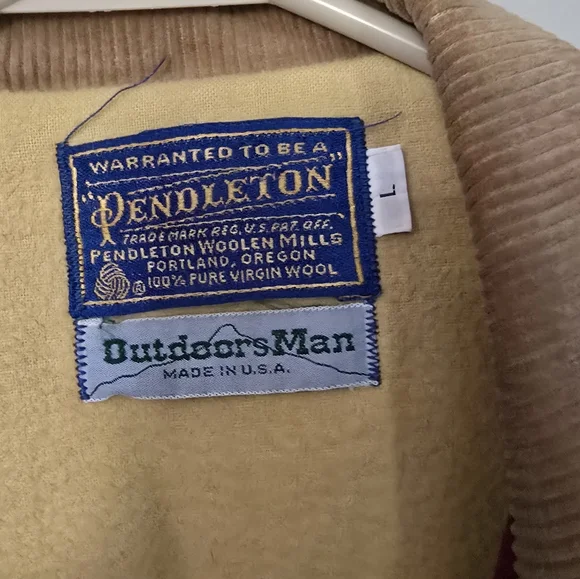 WARRANTED TO BE A
"PENDLETON"
TRADE MARK REG. U.S. PAT. OFF.
PENDLETON WOOLEN MILLS
PORTLAND, OREGON
® 100% PURE VIRGIN WOOL
L
OutdoorsMan
MADE IN U.S.A.